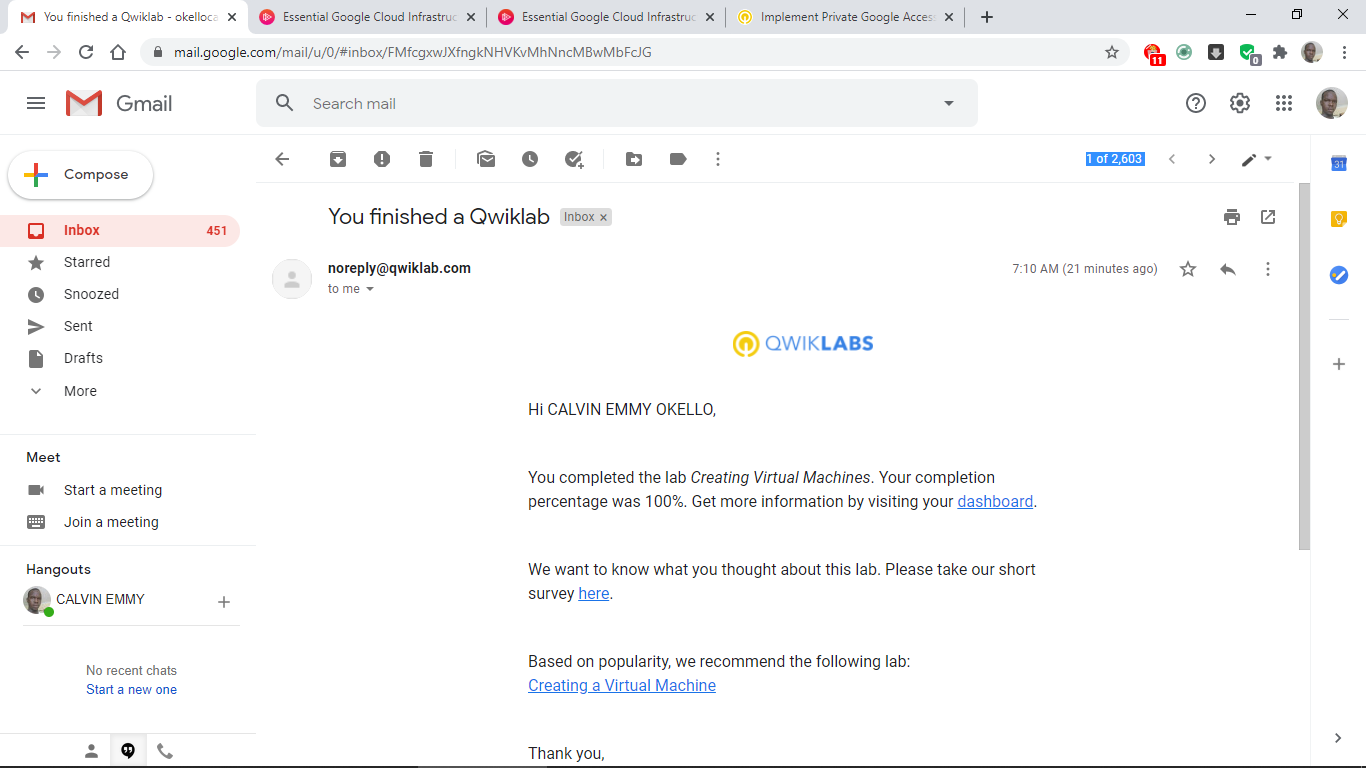 You finished a Qwiklab - okelloca
Essential Google Cloud Infrastruc
Essential Google Cloud Infrastruc
Implement Private Google Access
mail.google.com/mail/u/0/#inbox/FMfcgxwJXfngkNHVKvMhNncMBwMbFcJG
11
0
Gmail
Search mail
Compose
1 of 2,603
31
Inbox 451
Starred
Snoozed
Sent
Drafts
More
Meet
Start a meeting
Join a meeting
Hangouts
CALVIN EMMY
No recent chats
Start a new one
You finished a Qwiklab Inbox x
noreply@qwiklab.com 7:10 AM (21 minutes ago)
to me
QWIKLABS
Hi CALVIN EMMY OKELLO,
You completed the lab Creating Virtual Machines. Your completion
percentage was 100%. Get more information by visiting your dashboard.
We want to know what you thought about this lab. Please take our short
survey here.
Based on popularity, we recommend the following lab:
Creating a Virtual Machine
Thank you,